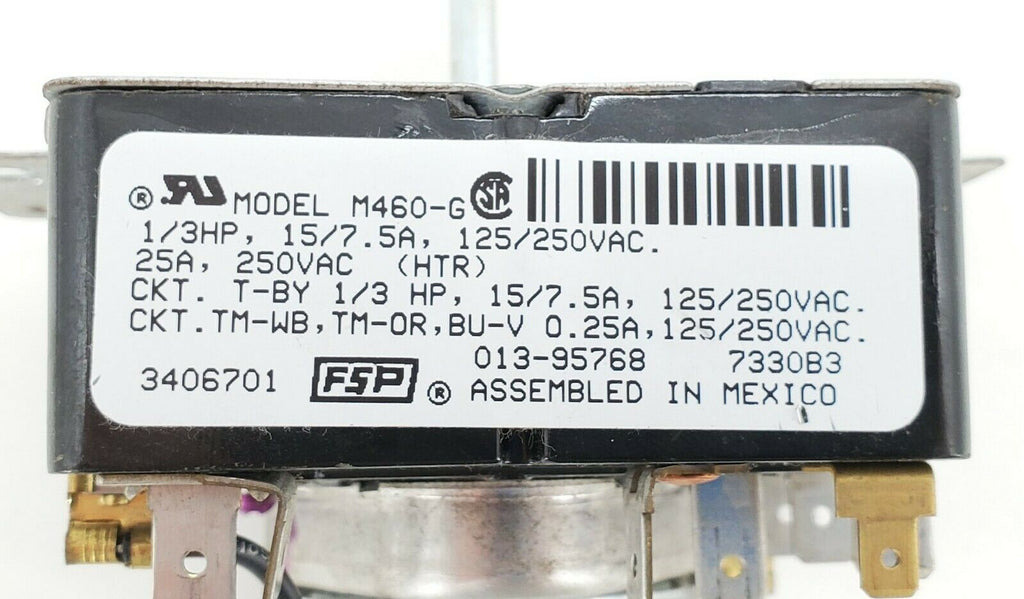 ® RU MODEL M460-G SA
1/3HP, 15/7.5A, 125/250VAC.
25A, 250VAC (HTR)
CKT. T-BY 1/3 HP, 15/7.5A, 125/250VAC.
CKT.TM-WB,TM-OR,BU-V 0.25A,125/250VAC.
013-95768 7330B3
3406701 FSP ® ASSEMBLED IN MEXICO